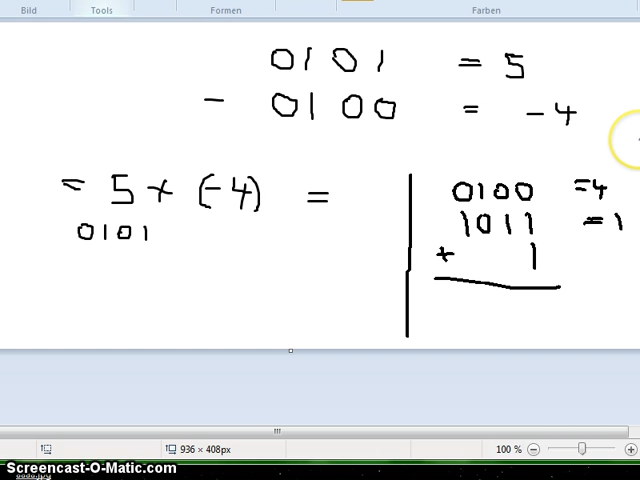 Bild Tools Formen Farben
0101 = 5
- 0100 = -4
= 5 + (-4) =
0101
0100 = 4
1011 = 1
+ 1
100 %
936 × 408px
Screencast-O-Matic.com